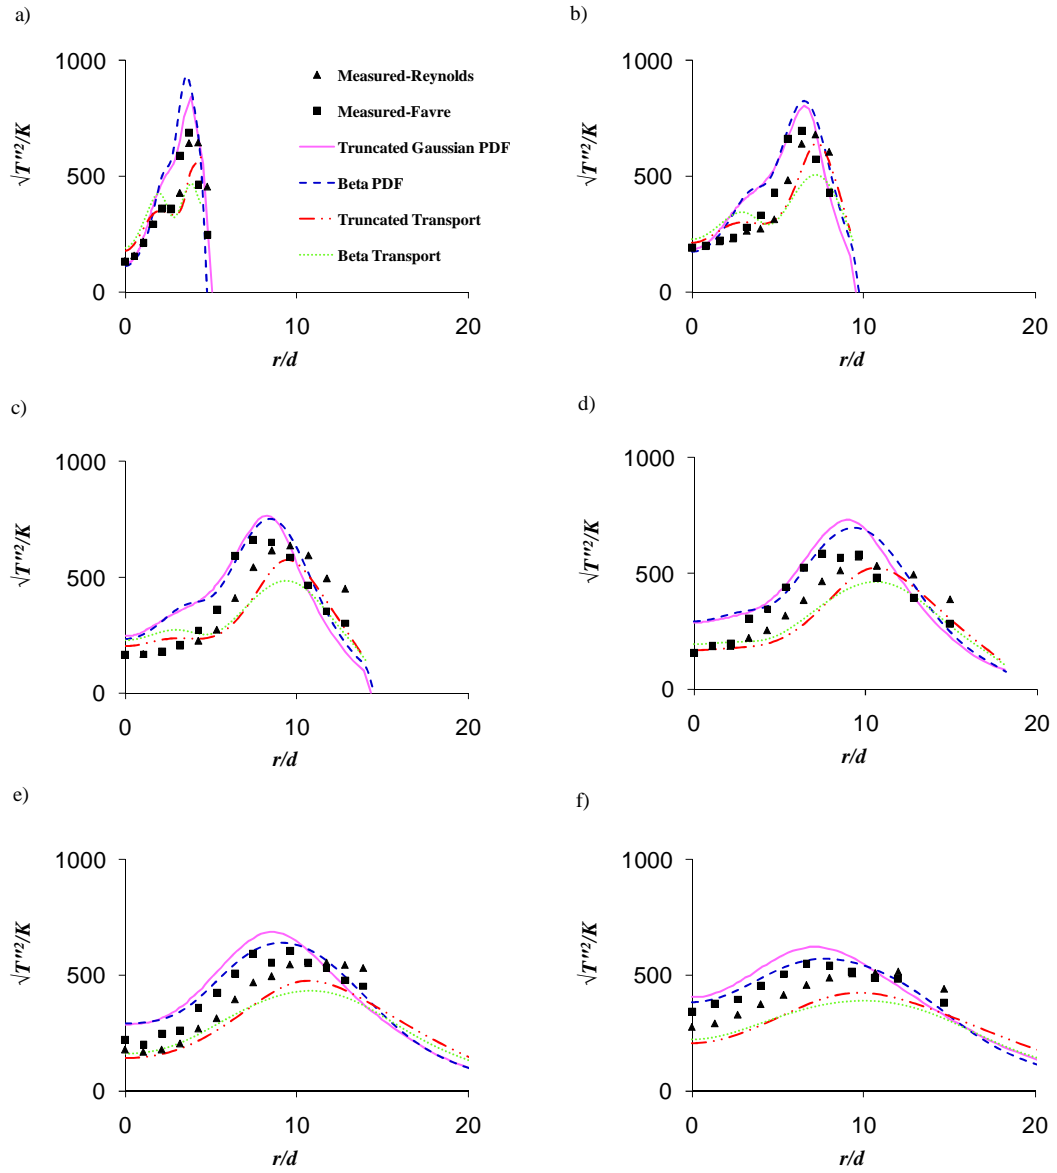 a)
b)
1000
500
0
0
10
20
r/d
√T''²/K
Measured-Reynolds
Measured-Favre
Truncated Gaussian PDF
Beta PDF
Truncated Transport
Beta Transport
1000
500
0
0
10
20
r/d
√T''²/K
c)
d)
1000
500
0
0
10
20
r/d
√T''²/K
1000
500
0
0
10
20
r/d
√T''²/K
e)
f)
1000
500
0
0
10
20
r/d
√T''²/K
1000
500
0
0
10
20
r/d
√T''²/K